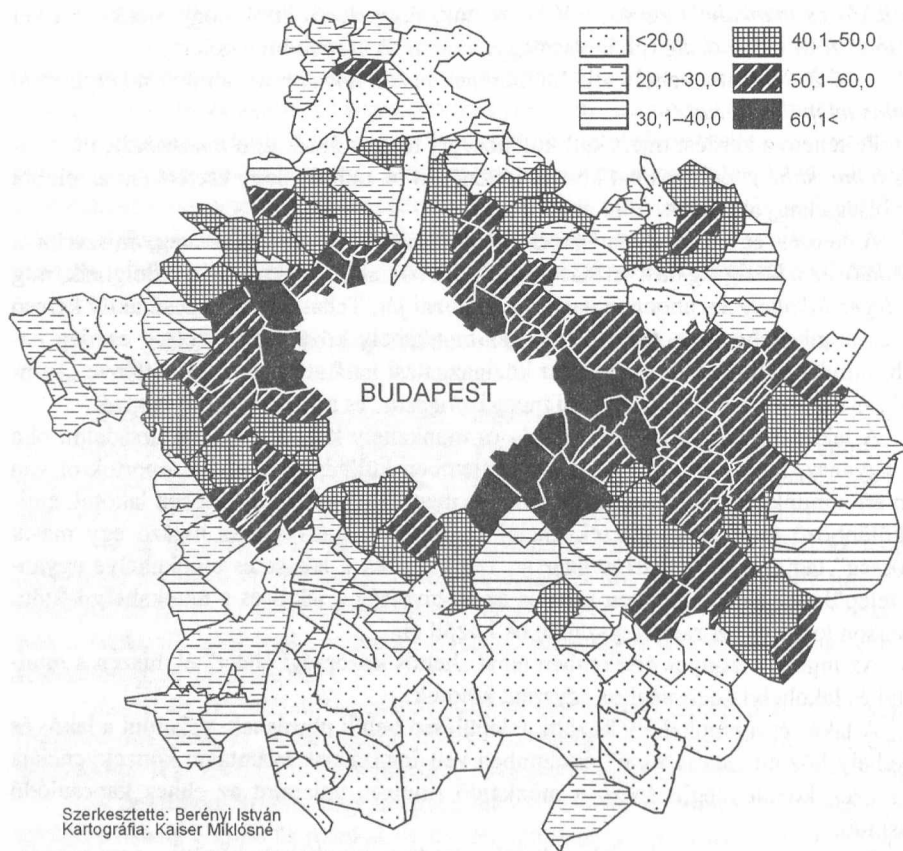 <20,0
20,1–30,0
30,1–40,0
40,1–50,0
50,1–60,0
60,1<
BUDAPEST
Szerkesztette: Berényi István
Kartográfia: Kaiser Miklósné